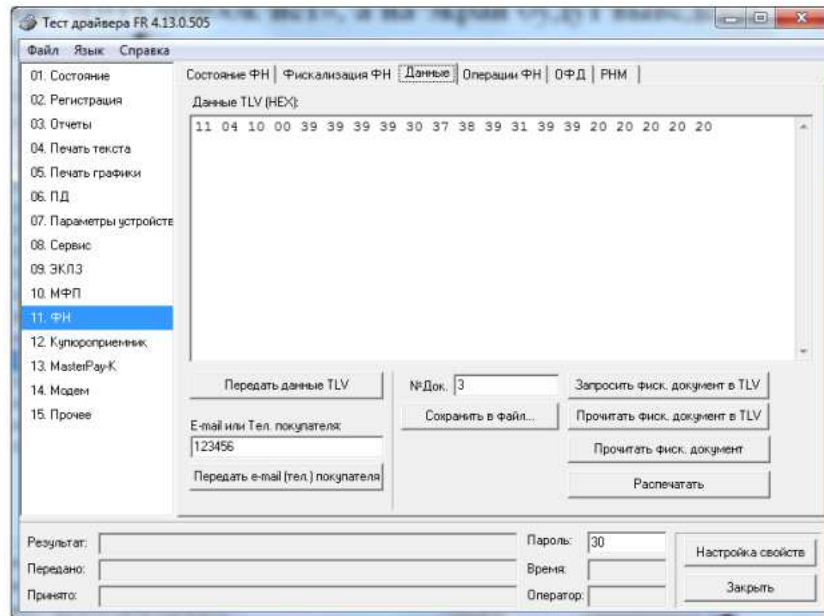 Тест драйвера FR 4.13.0.505
Файл Язык Справка
01. Состояние
02. Регистрация
03. Отчеты
04. Печать текста
05. Печать графики
06. ПД
07. Параметры устройств
08. Сервис
09. ЭКЛЗ
10. МФП
11. ФН
12. Купюроприемник
13. MasterPay-K
14. Модем
15. Прочее
Состояние ФН Фискализация ФН Данные Операции ФН ОФД РНМ
Данные TLV (HEX):
11 04 10 00 39 39 39 39 30 37 38 39 31 39 39 20 20 20 20 20
Передать данные TLV
E-mail или Тел. покупателя:
123456
Передать e-mail (тел.) покупателя
№Док. 3
Сохранить в файл...
Запросить фиск. документ в TLV
Прочитать фиск. документ в TLV
Прочитать фиск. документ
Распечатать
Результат:
Передано:
Принято:
Пароль: 30
Время:
Оператор:
Настройка свойств
Закрыть